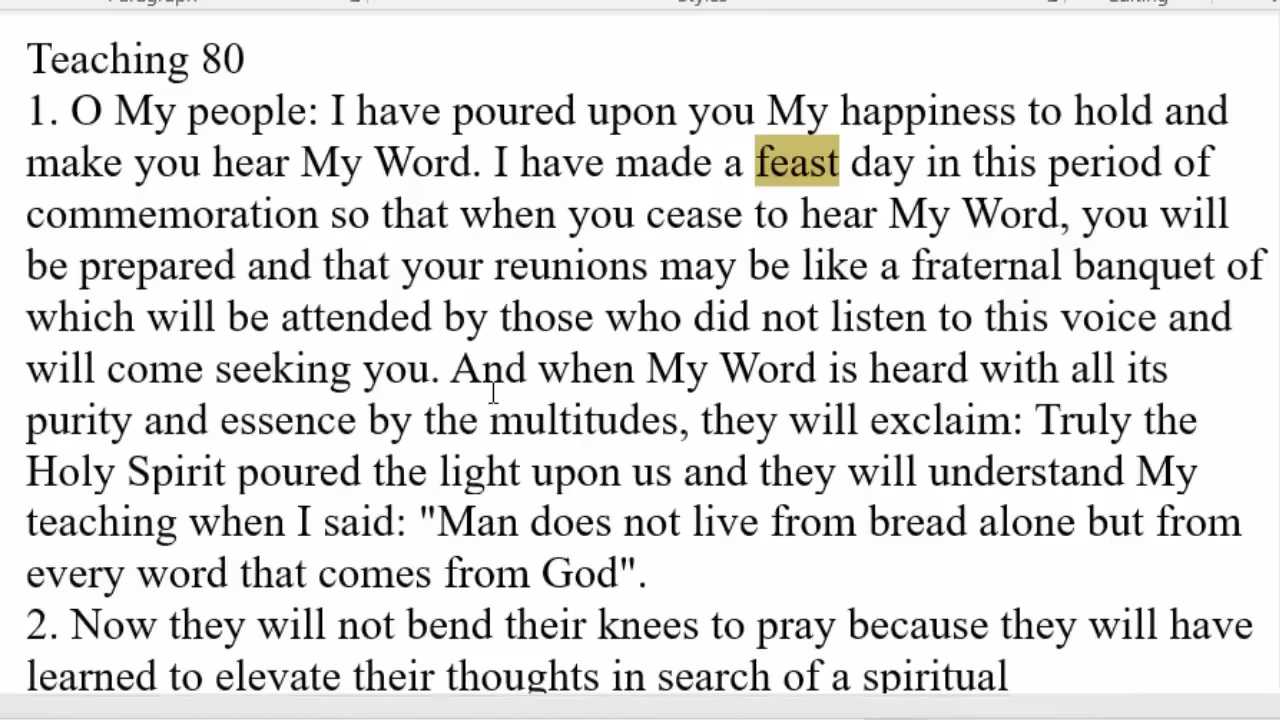 Teaching 80
1. O My people: I have poured upon you My happiness to hold and
make you hear My Word. I have made a feast day in this period of
commemoration so that when you cease to hear My Word, you will
be prepared and that your reunions may be like a fraternal banquet of
which will be attended by those who did not listen to this voice and
will come seeking you. And when My Word is heard with all its
purity and essence by the multitudes, they will exclaim: Truly the
Holy Spirit poured the light upon us and they will understand My
teaching when I said: "Man does not live from bread alone but from
every word that comes from God".
2. Now they will not bend their knees to pray because they will have
learned to elevate their thoughts in search of a spiritual